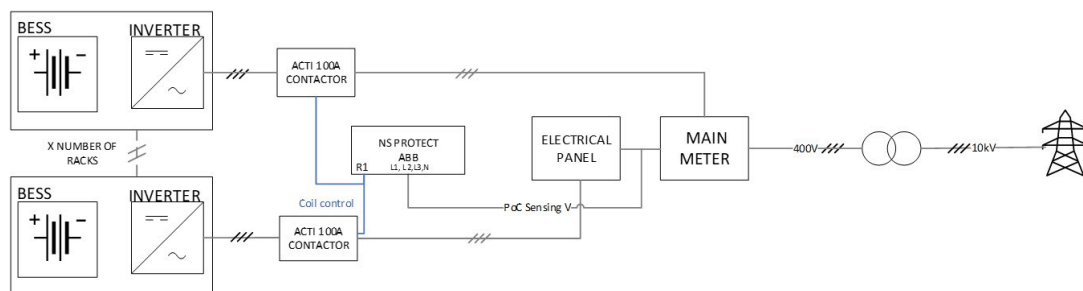 BESS
INVERTER
ACTI 100A
CONTACTOR
X NUMBER OF
RACKS
NS PROTECT
ABB
R1
L1, L2,L3,N
ELECTRICAL
PANEL
MAIN
METER
400V
10kV
BESS
INVERTER
Coil control
PoC Sensing V
ACTI 100A
CONTACTOR